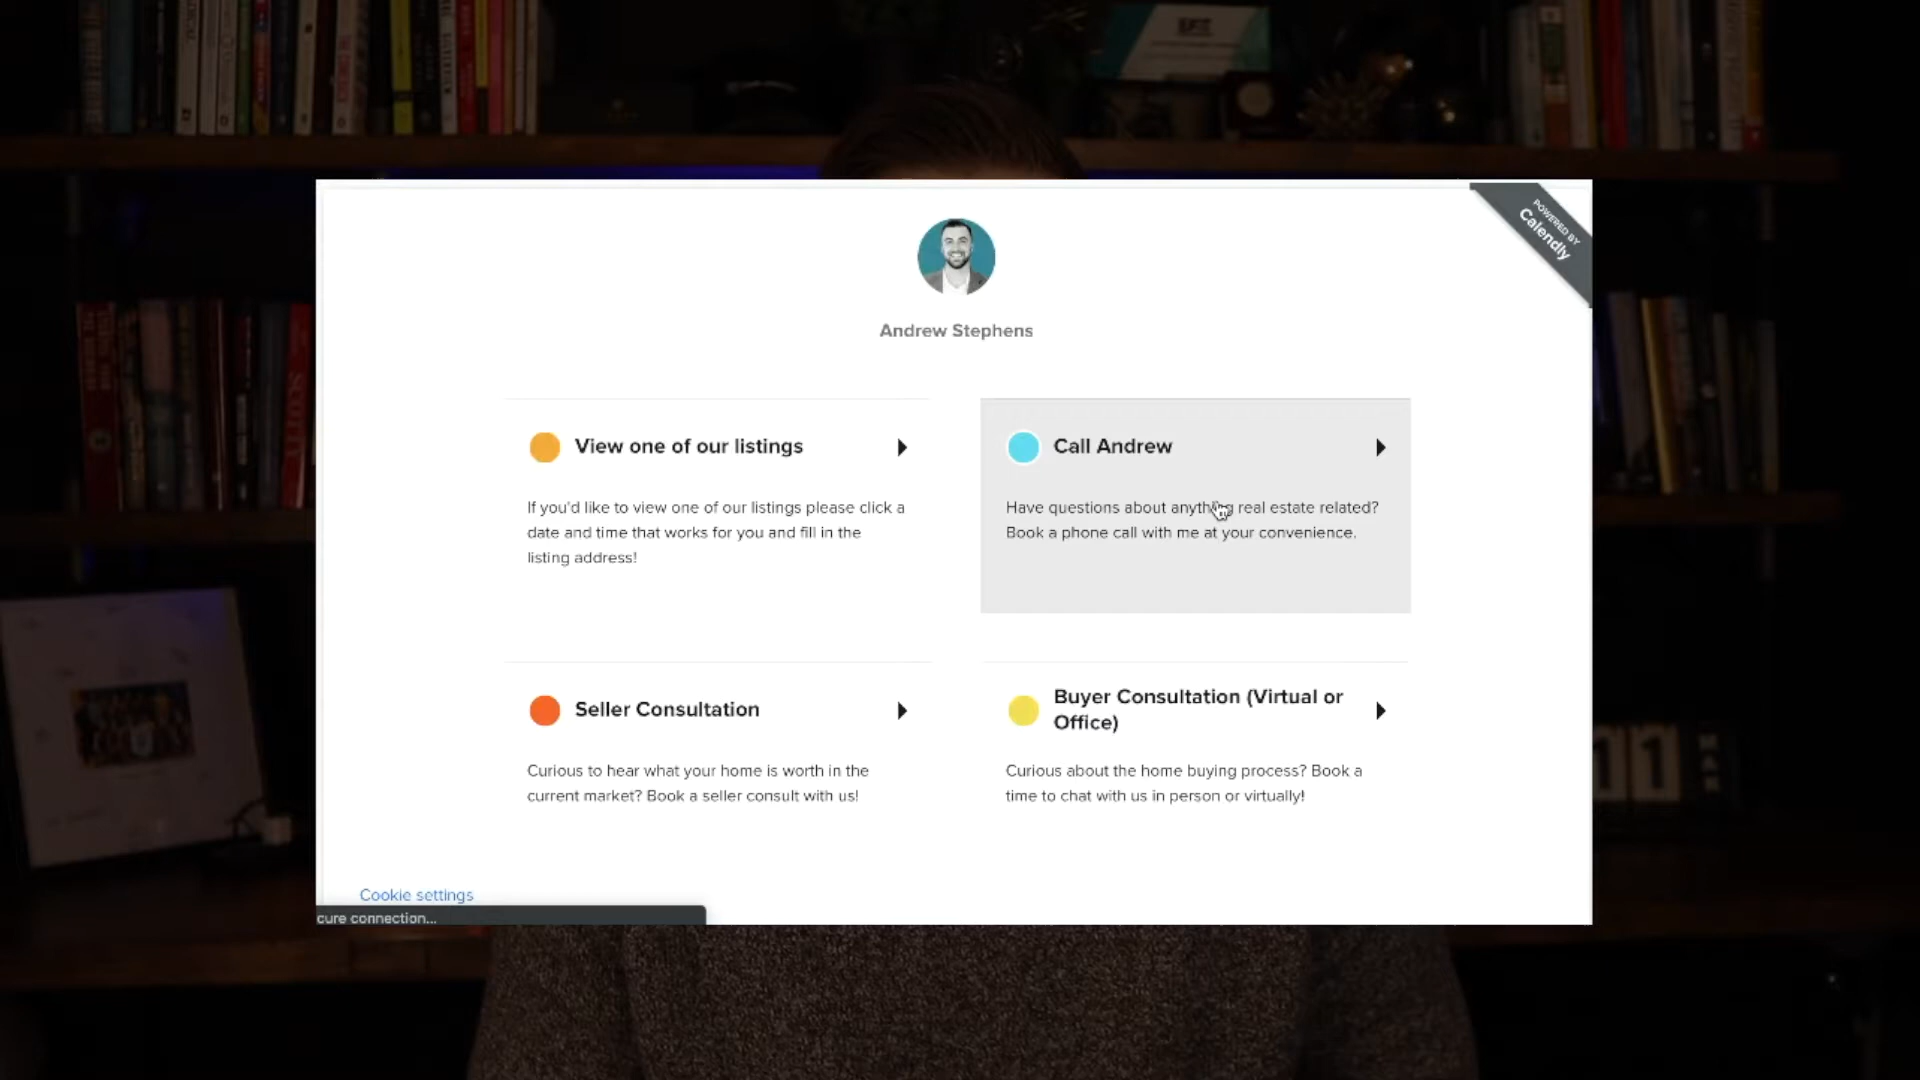 POWERED BY
Calendly
Andrew Stephens
View one of our listings
If you'd like to view one of our listings please click a
date and time that works for you and fill in the
listing address!
Call Andrew
Have questions about anything real estate related?
Book a phone call with me at your convenience.
Seller Consultation
Curious to hear what your home is worth in the
current market? Book a seller consult with us!
Buyer Consultation (Virtual or
Office)
Curious about the home buying process? Book a
time to chat with us in person or virtually!
Cookie settings
cure connection...
11
MAR